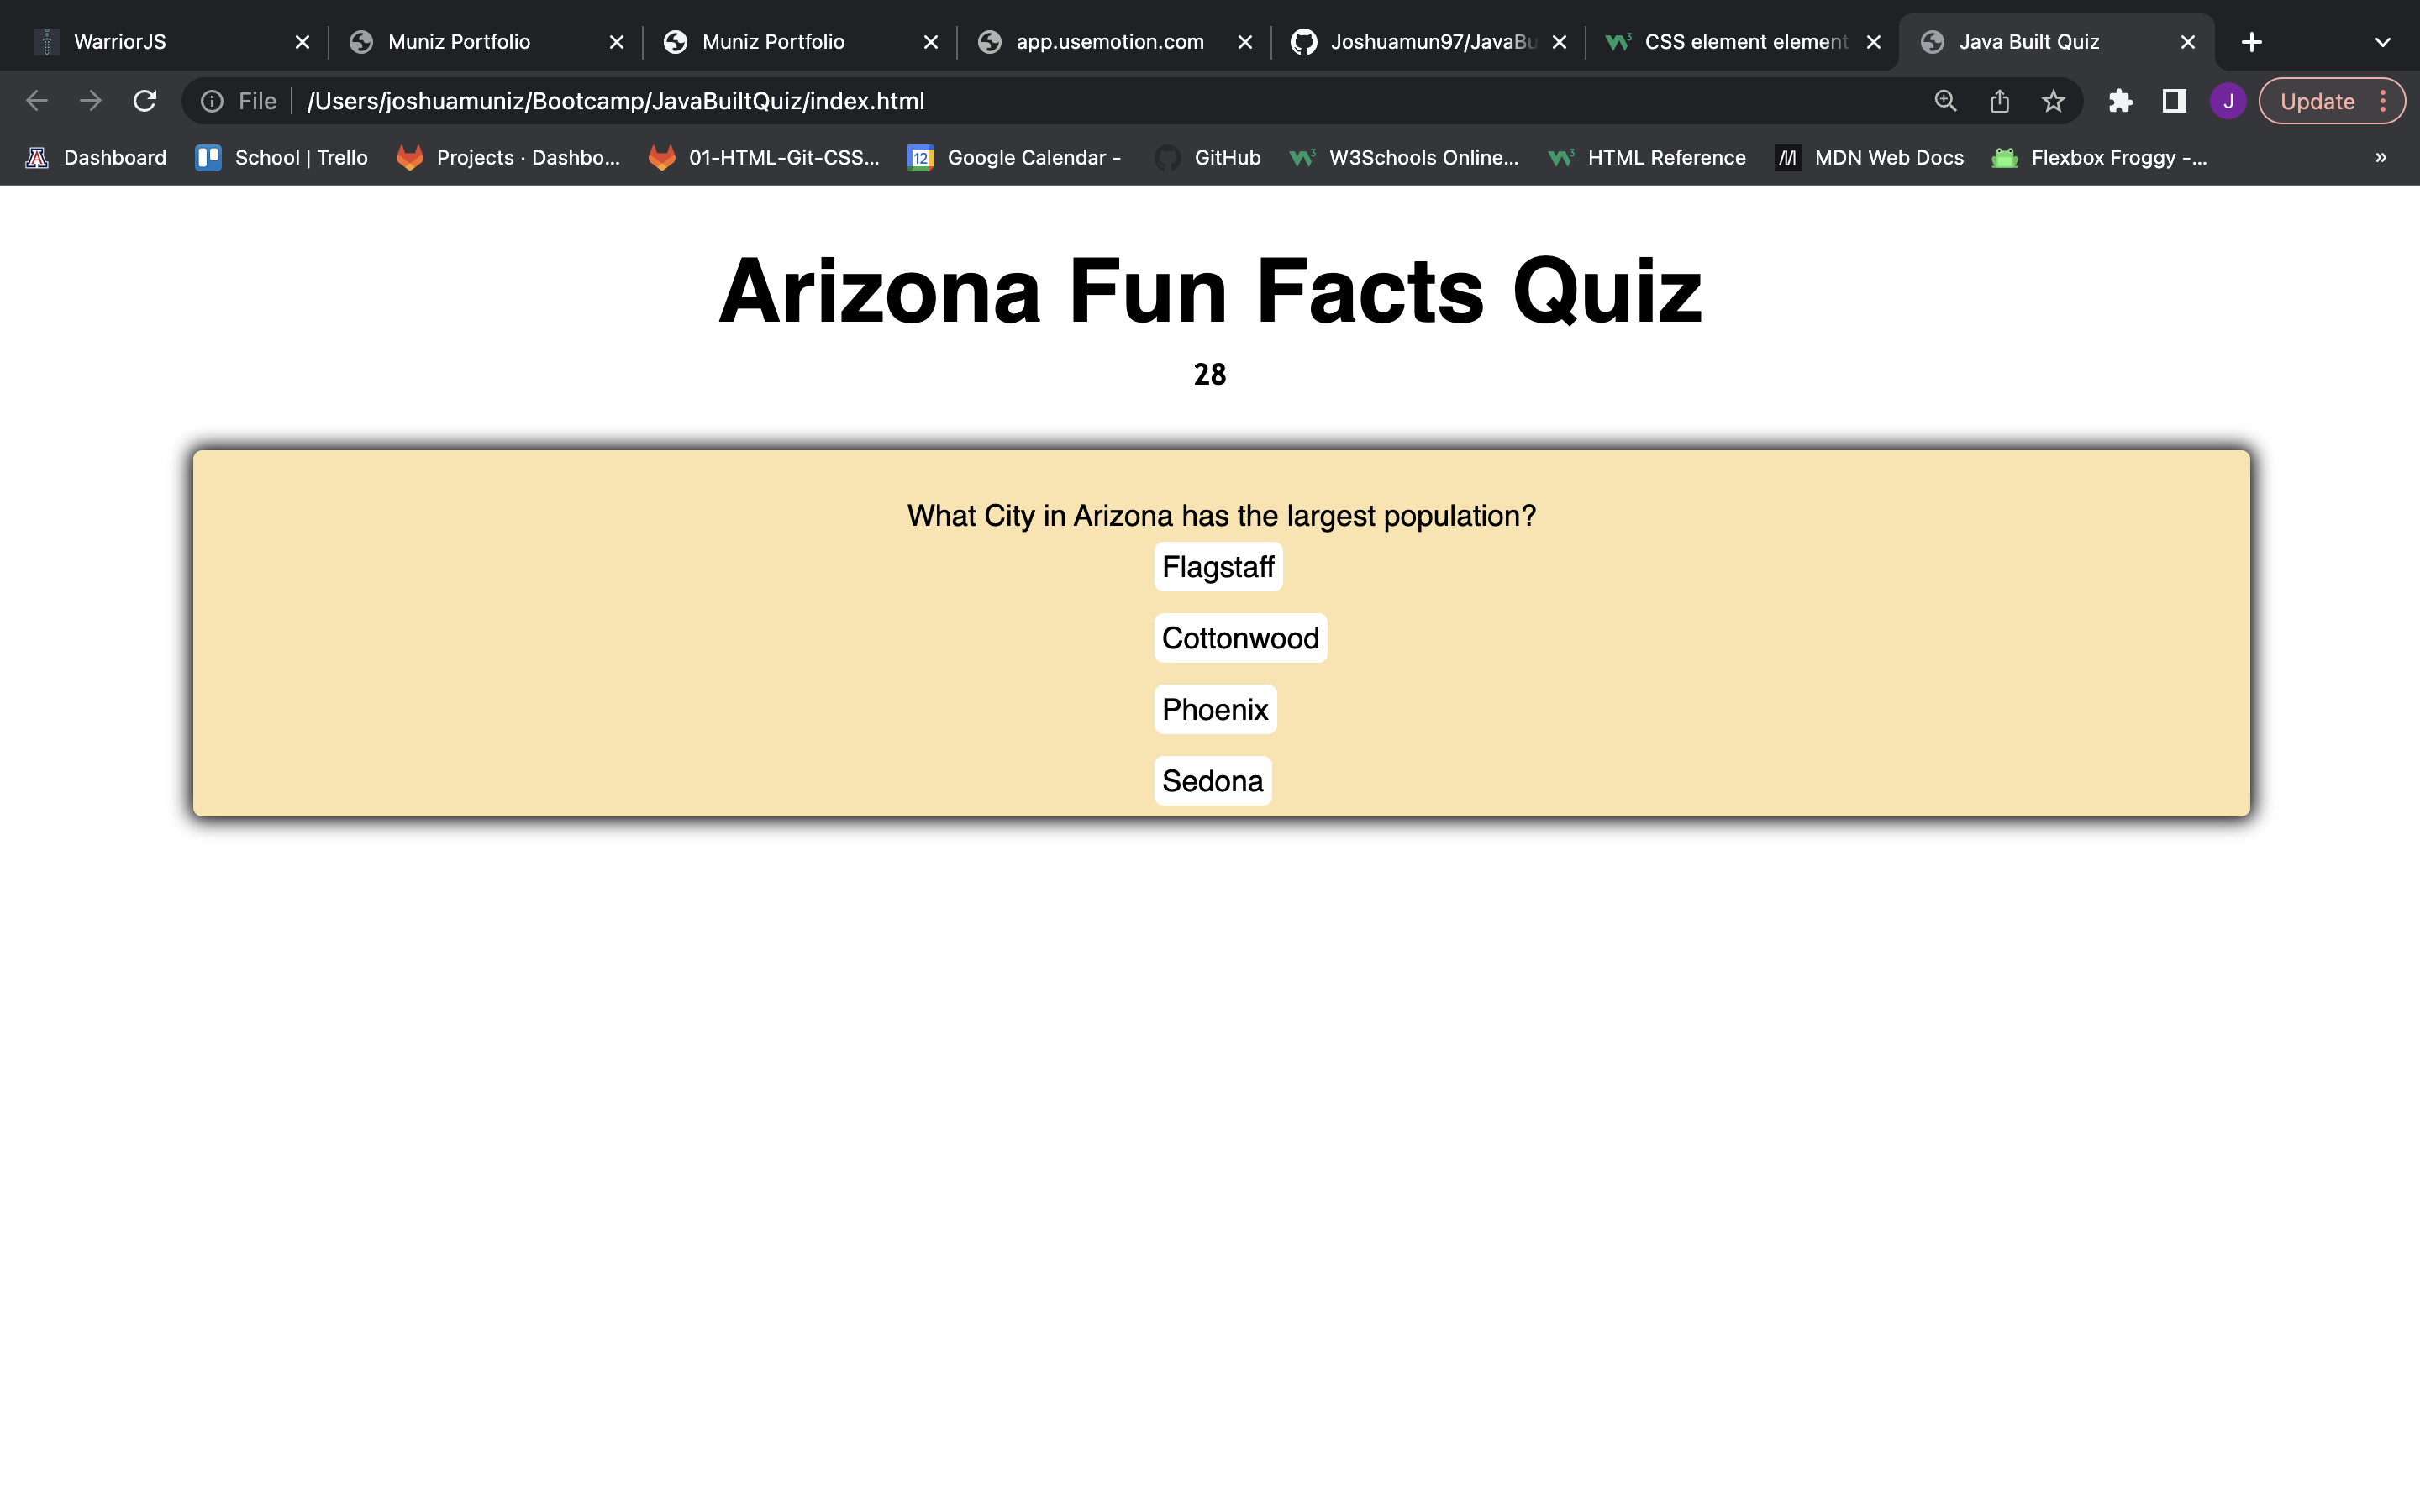 WarriorJS
Muniz Portfolio
Muniz Portfolio
app.usemotion.com
Joshuamun97/JavaBu
CSS element element
Java Built Quiz
File
/Users/joshuamuniz/Bootcamp/JavaBuiltQuiz/index.html
J
Update
Dashboard
School | Trello
Projects · Dashbo...
01-HTML-Git-CSS...
12
Google Calendar -
GitHub
W3Schools Online...
HTML Reference
MDN Web Docs
Flexbox Froggy -...
»
Arizona Fun Facts Quiz
28
What City in Arizona has the largest population?
Flagstaff
Cottonwood
Phoenix
Sedona